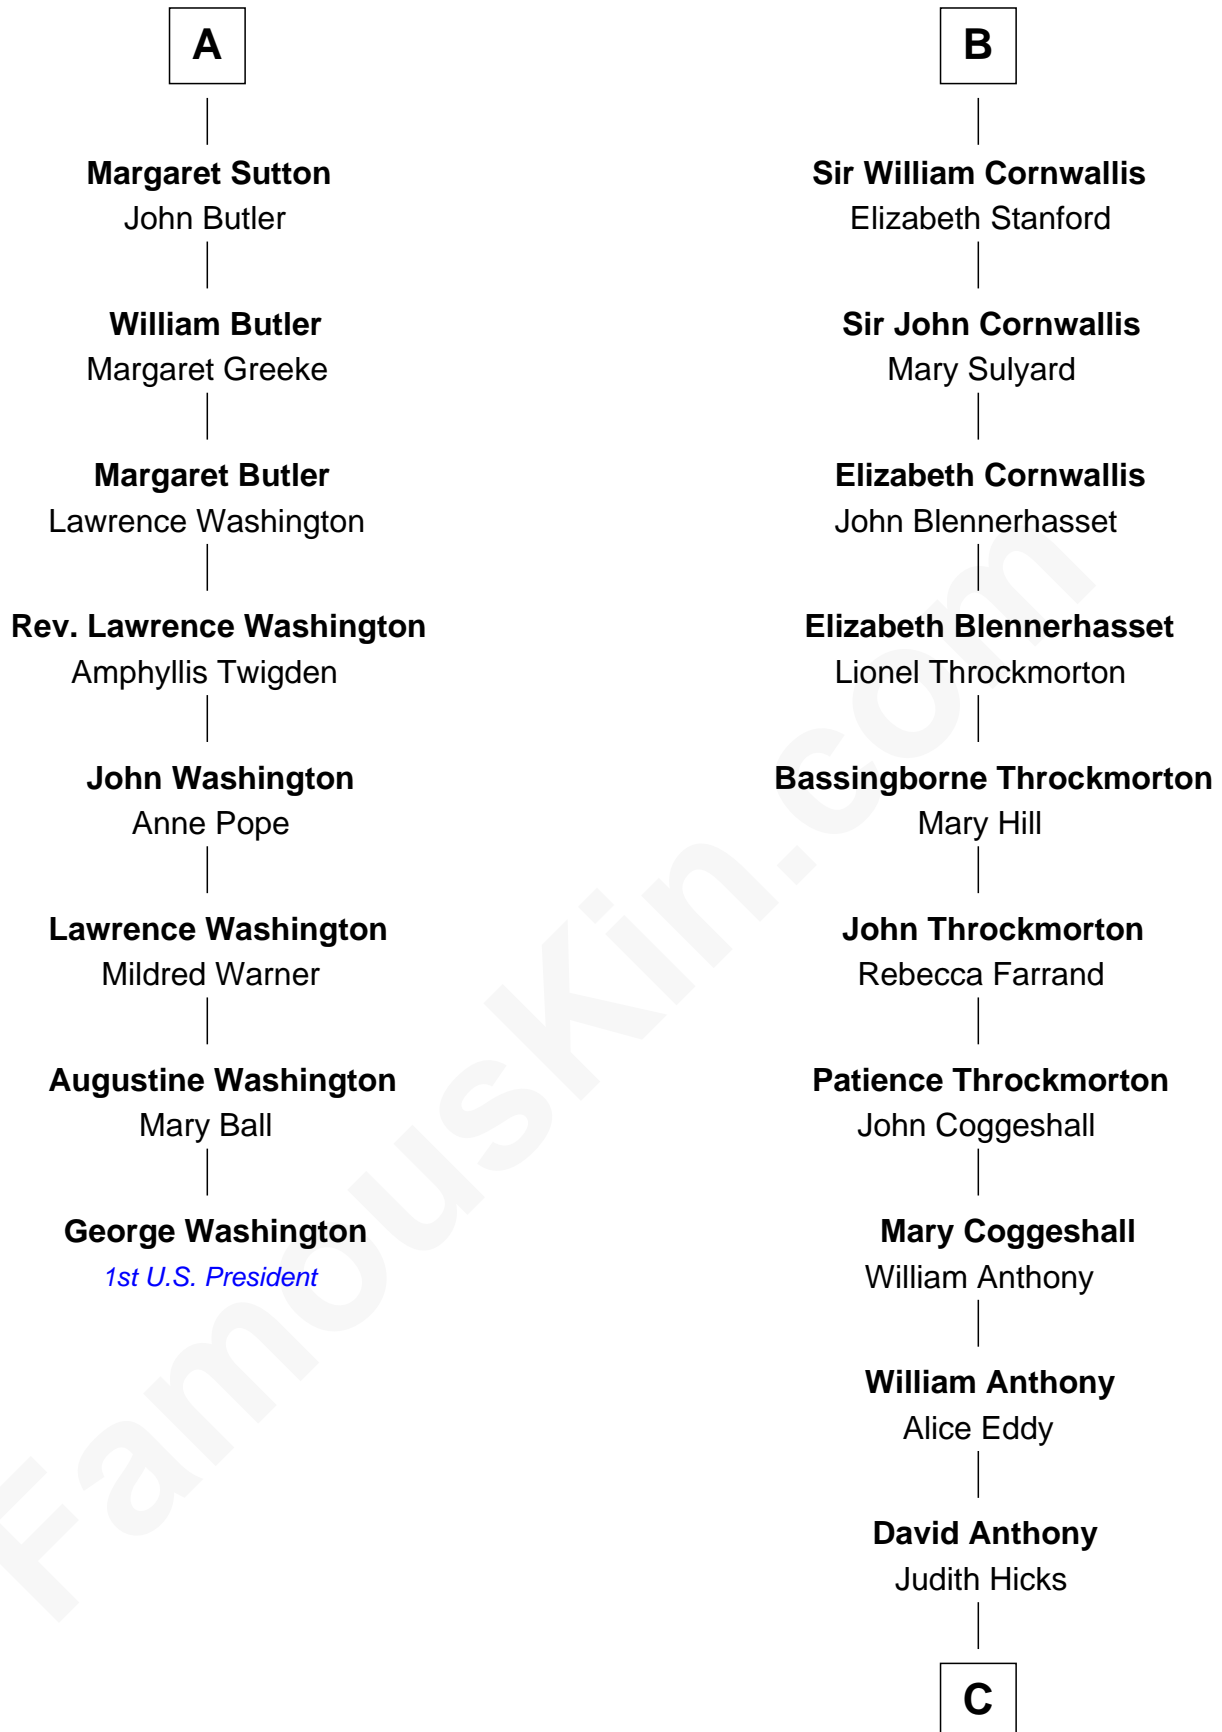 A
Margaret Sutton
John Butler
William Butler
Margaret Greeke
Margaret Butler
Lawrence Washington
Rev. Lawrence Washington
Amphyllis Twigden
John Washington
Anne Pope
Lawrence Washington
Mildred Warner
Augustine Washington
Mary Ball
George Washington
1st U.S. President
B
Sir William Cornwallis
Elizabeth Stanford
Sir John Cornwallis
Mary Sulyard
Elizabeth Cornwallis
John Blennerhasset
Elizabeth Blennerhasset
Lionel Throckmorton
Bassingborne Throckmorton
Mary Hill
John Throckmorton
Rebecca Farrand
Patience Throckmorton
John Coggeshall
Mary Coggeshall
William Anthony
William Anthony
Alice Eddy
David Anthony
Judith Hicks
C
FamousKin.com